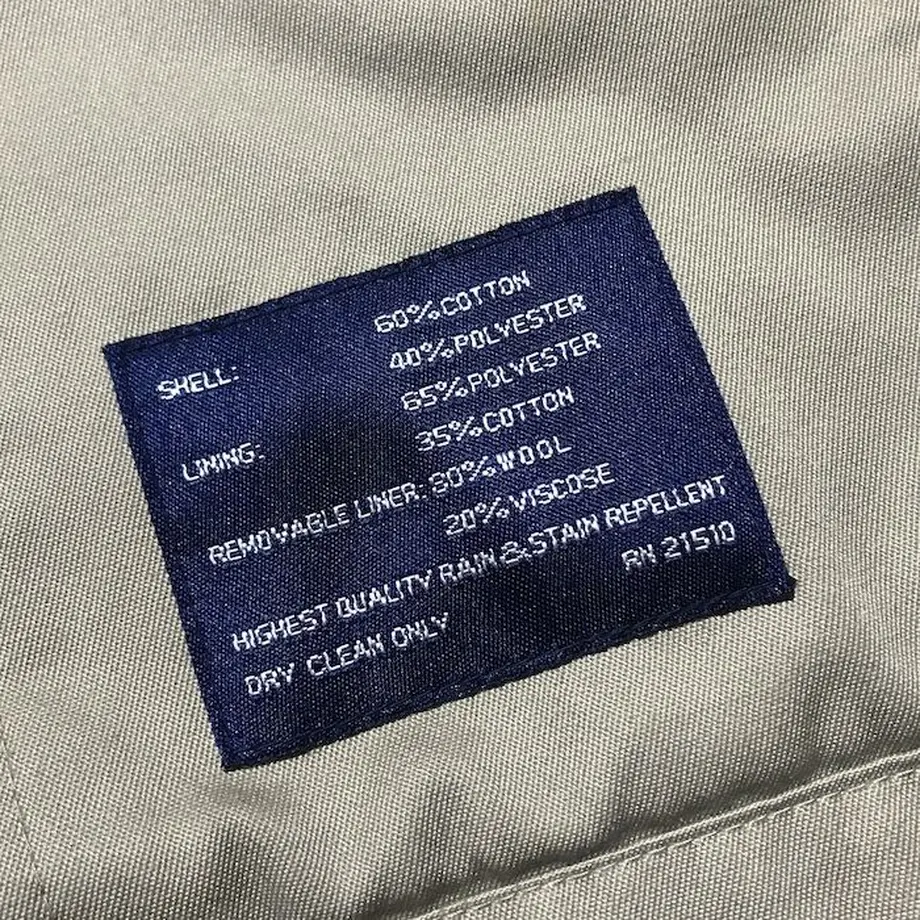 60% COTTON
SHELL: 40% POLYESTER
65% POLYESTER
LINING: 35% COTTON
REMOVABLE LINER: 80% WOOL
20% VISCOSE
HIGHEST QUALITY RAIN & STAIN REPELLENT
DRY CLEAN ONLY RN 21510